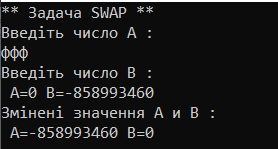 ** Задача SWAP **
Введіть число A :
ффф
Введіть число B :
 A=0 B=-858993460
Змінені значення А и В :
 A=-858993460 B=0